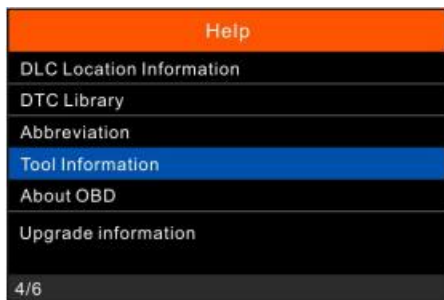 Help
DLC Location Information
DTC Library
Abbreviation
Tool Information
About OBD
Upgrade information
4/6